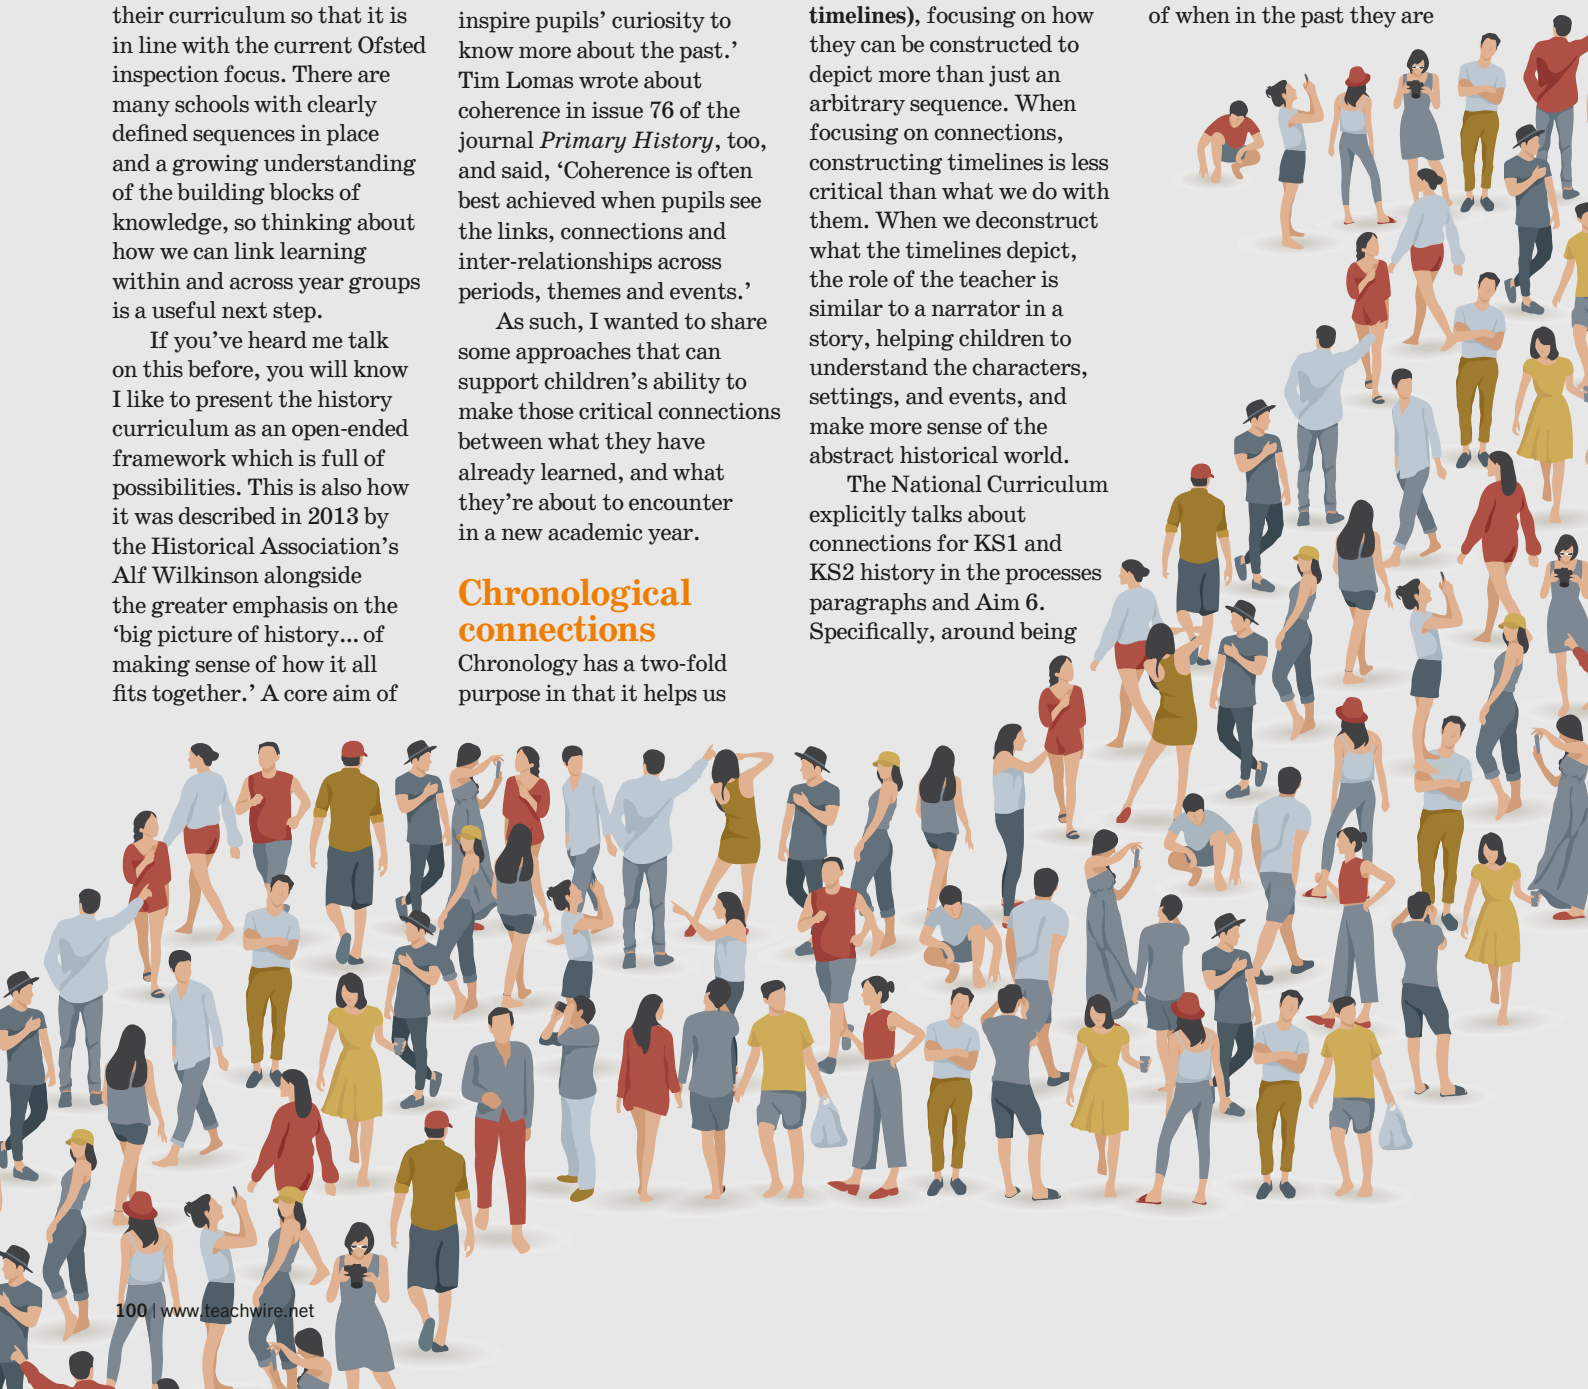 their curriculum so that it is
in line with the current Ofsted
inspection focus. There are
many schools with clearly
defined sequences in place
and a growing understanding
of the building blocks of
knowledge, so thinking about
how we can link learning
within and across year groups
is a useful next step.
If you’ve heard me talk
on this before, you will know
I like to present the history
curriculum as an open-ended
framework which is full of
possibilities. This is also how
it was described in 2013 by
the Historical Association’s
Alf Wilkinson alongside
the greater emphasis on the
‘big picture of history... of
making sense of how it all
fits together.’ A core aim of
inspire pupils’ curiosity to
know more about the past.’
Tim Lomas wrote about
coherence in issue 76 of the
journal Primary History, too,
and said, ‘Coherence is often
best achieved when pupils see
the links, connections and
inter-relationships across
periods, themes and events.’
As such, I wanted to share
some approaches that can
support children’s ability to
make those critical connections
between what they have
already learned, and what
they’re about to encounter
in a new academic year.
Chronological
connections
Chronology has a two-fold
purpose in that it helps us
timelines), focusing on how
they can be constructed to
depict more than just an
arbitrary sequence. When
focusing on connections,
constructing timelines is less
critical than what we do with
them. When we deconstruct
what the timelines depict,
the role of the teacher is
similar to a narrator in a
story, helping children to
understand the characters,
settings, and events, and
make more sense of the
abstract historical world.
The National Curriculum
explicitly talks about
connections for KS1 and
KS2 history in the processes
paragraphs and Aim 6.
Specifically, around being
of when in the past they are
100 | www.teachwire.net